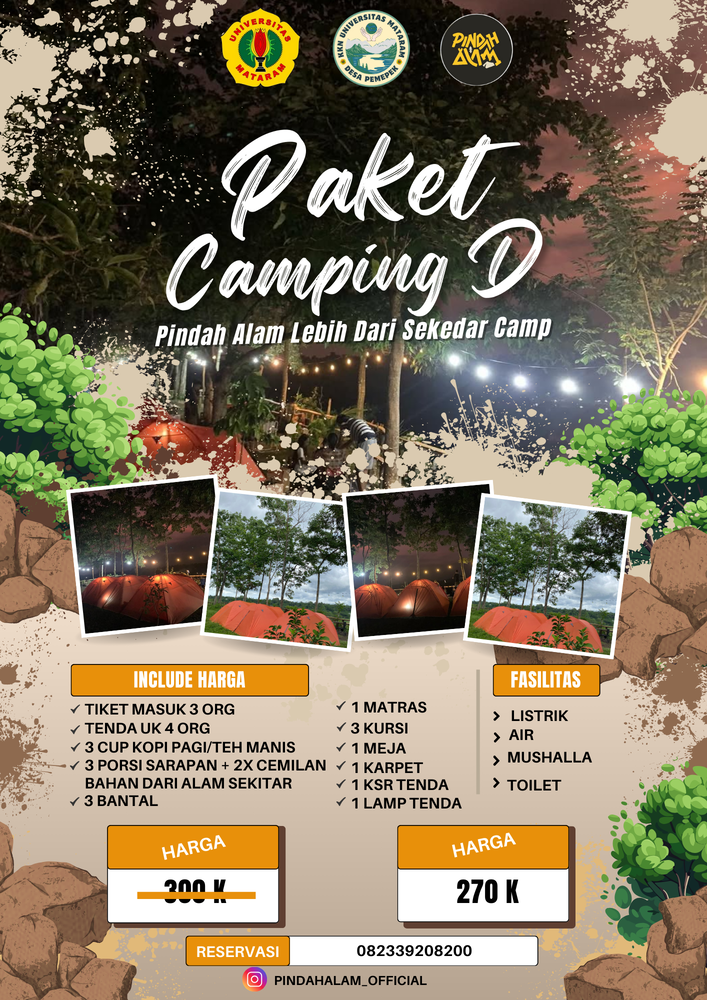 UNIVERSITAS
MATARAM
KKN UNIVERSITAS MATARAM
DESA PEMEPEK
PINDAH
ALAM
Paket
Camping D
Pindah Alam Lebih Dari Sekedar Camp
INCLUDE HARGA
TIKET MASUK 3 ORG
TENDA UK 4 ORG
3 CUP KOPI PAGI/TEH MANIS
3 PORSI SARAPAN + 2X CEMILAN
BAHAN DARI ALAM SEKITAR
3 BANTAL
1 MATRAS
3 KURSI
1 MEJA
1 KARPET
1 KSR TENDA
1 LAMP TENDA
FASILITAS
LISTRIK
AIR
MUSHALLA
TOILET
HARGA
300 K
HARGA
270 K
RESERVASI 082339208200
PINDAHALAM_OFFICIAL